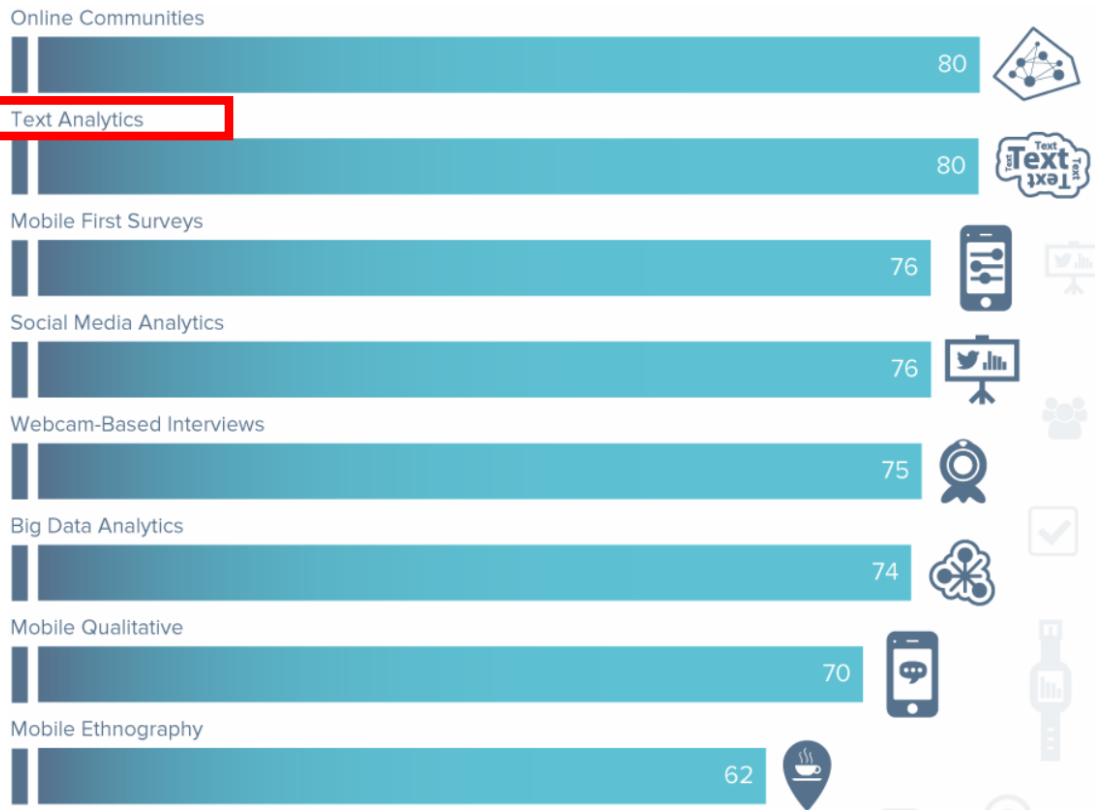 Online Communities
80
Text Analytics
80
Text
Text
Text
Text
Text
Mobile First Surveys
76
Social Media Analytics
76
Webcam-Based Interviews
75
Big Data Analytics
74
Mobile Qualitative
70
Mobile Ethnography
62